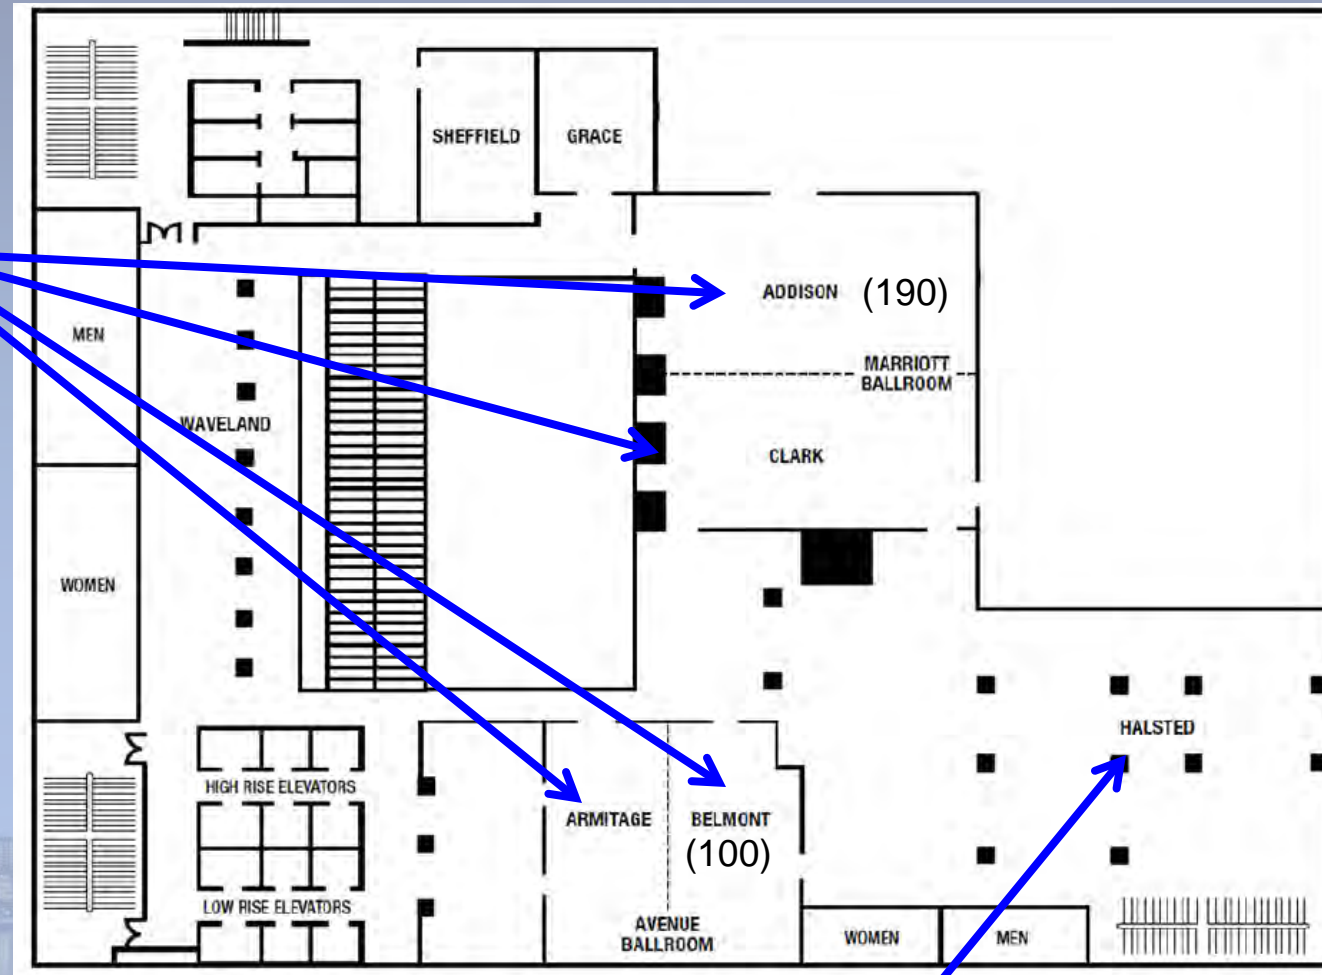 SHEFFIELD
GRACE
ADDISON (190)
MEN
MARRIOTT
BALLROOM
WAVELAND
CLARK
WOMEN
HALSTED
HIGH RISE ELEVATORS
ARMITAGE
BELMONT
(100)
LOW RISE ELEVATORS
AVENUE
BALLROOM
WOMEN
MEN